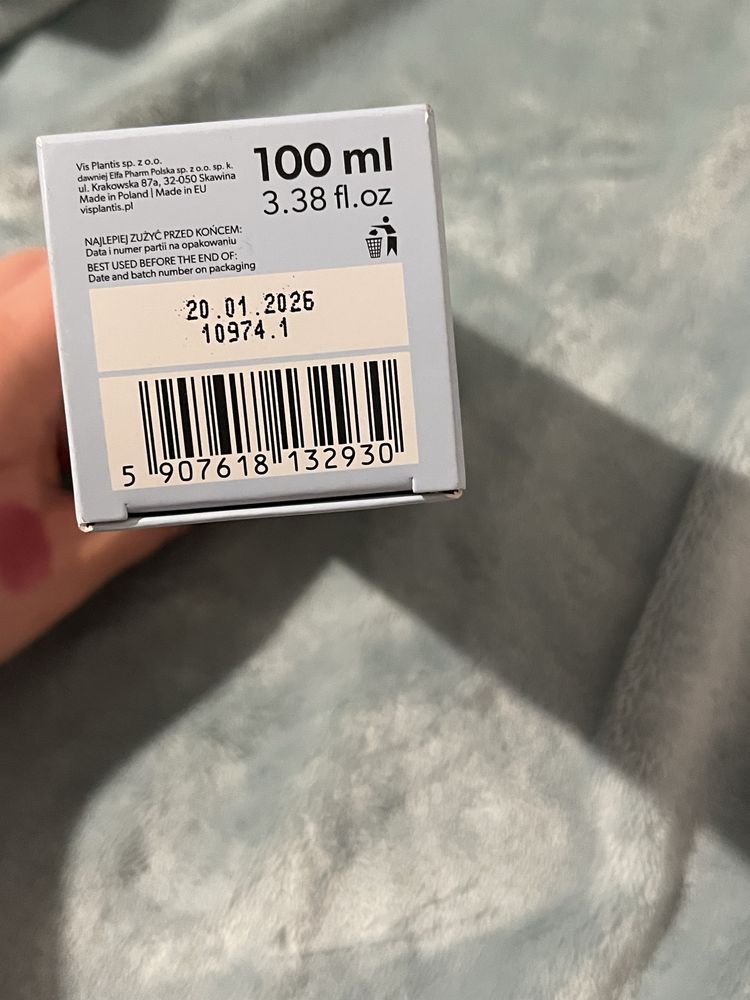 Vis Plantis sp. z o.o.
dawniej Elfa Pharm Polska sp. z o.o. sp. k.
ul. Krakowska 87a, 32-050 Skawina
Made in Poland | Made in EU
visplantis.pl
100 ml
3.38 fl.oz
NAJLEPIEJ ZUŻYĆ PRZED KOŃCEM:
Data i numer partii na opakowaniu
BEST USED BEFORE THE END OF:
Date and batch number on packaging
20.01.2026
10974.1
5 907618 132930